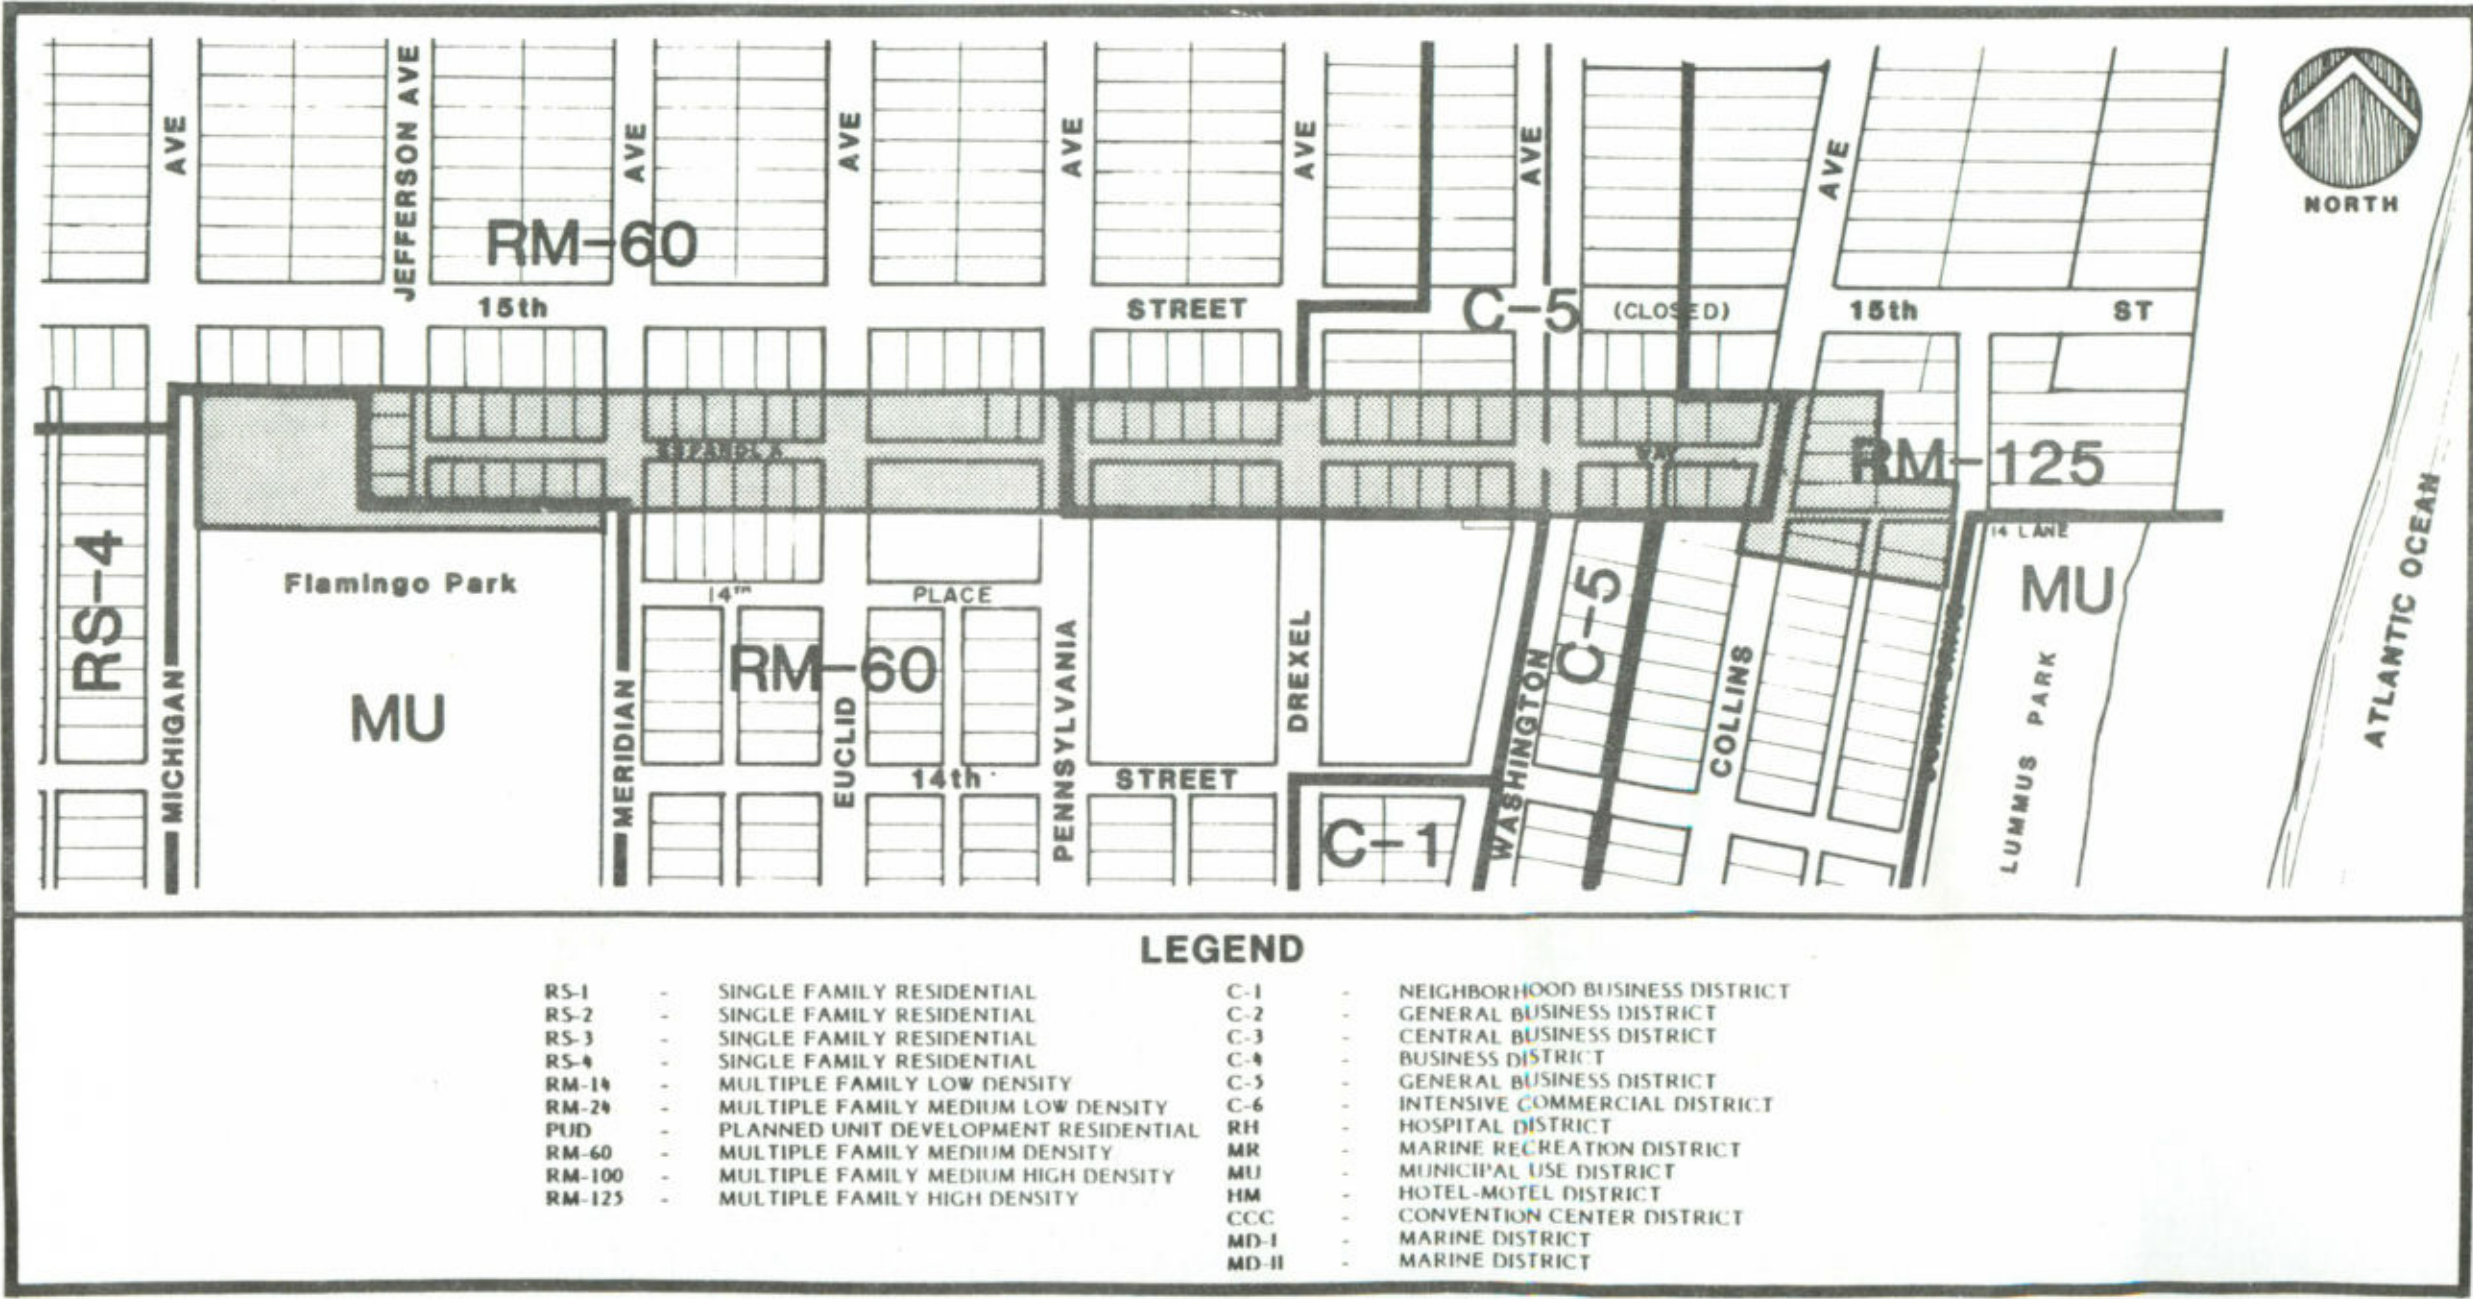 AVE
JEFFERSON AVE
AVE
AVE
AVE
AVE
AVE
AVE
NORTH
RM-60
15th
STREET
C-5
(CLOSED)
15th
ST
ESPANOLA
WAY
RM-125
14 LANE
RS-4
Flamingo Park
MU
MICHIGAN
MERIDIAN
14TH
PLACE
RM-60
EUCLID
PENNSYLVANIA
DREXEL
WASHINGTON
C-5
COLLINS
MU
LUMMUS PARK
ATLANTIC OCEAN
14th
STREET
C-1
LEGEND
RS-1 - SINGLE FAMILY RESIDENTIAL
RS-2 - SINGLE FAMILY RESIDENTIAL
RS-3 - SINGLE FAMILY RESIDENTIAL
RS-4 - SINGLE FAMILY RESIDENTIAL
RM-14 - MULTIPLE FAMILY LOW DENSITY
RM-24 - MULTIPLE FAMILY MEDIUM LOW DENSITY
PUD - PLANNED UNIT DEVELOPMENT RESIDENTIAL
RM-60 - MULTIPLE FAMILY MEDIUM DENSITY
RM-100 - MULTIPLE FAMILY MEDIUM HIGH DENSITY
RM-125 - MULTIPLE FAMILY HIGH DENSITY
C-1 - NEIGHBORHOOD BUSINESS DISTRICT
C-2 - GENERAL BUSINESS DISTRICT
C-3 - CENTRAL BUSINESS DISTRICT
C-4 - BUSINESS DISTRICT
C-5 - GENERAL BUSINESS DISTRICT
C-6 - INTENSIVE COMMERCIAL DISTRICT
RH - HOSPITAL DISTRICT
MR - MARINE RECREATION DISTRICT
MU - MUNICIPAL USE DISTRICT
HM - HOTEL-MOTEL DISTRICT
CCC - CONVENTION CENTER DISTRICT
MD-I - MARINE DISTRICT
MD-II - MARINE DISTRICT